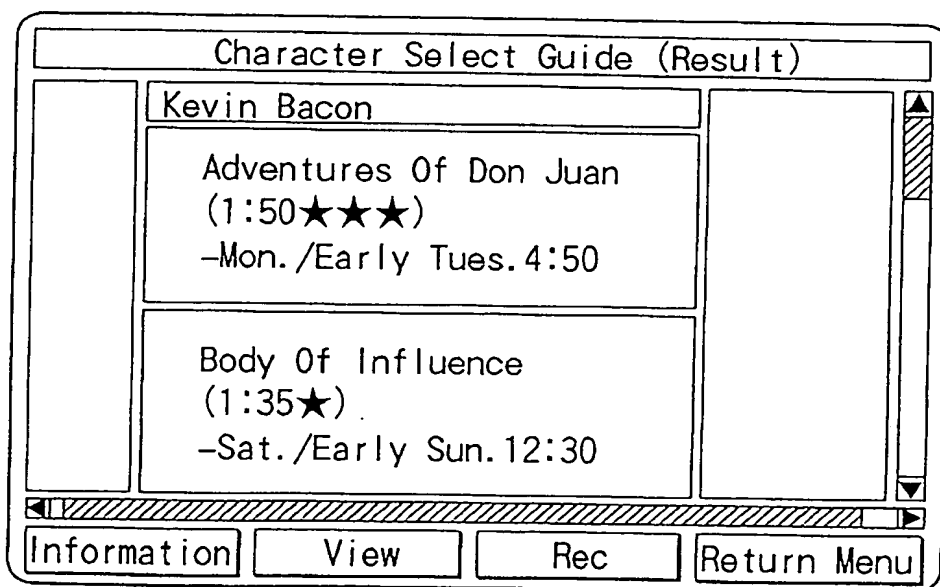 Character Select Guide (Result)
Kevin Bacon
Adventures Of Don Juan
(1:50★★★)
–Mon./Early Tues.4:50
Body Of Influence
(1:35★)
–Sat./Early Sun.12:30
Information View Rec Return Menu